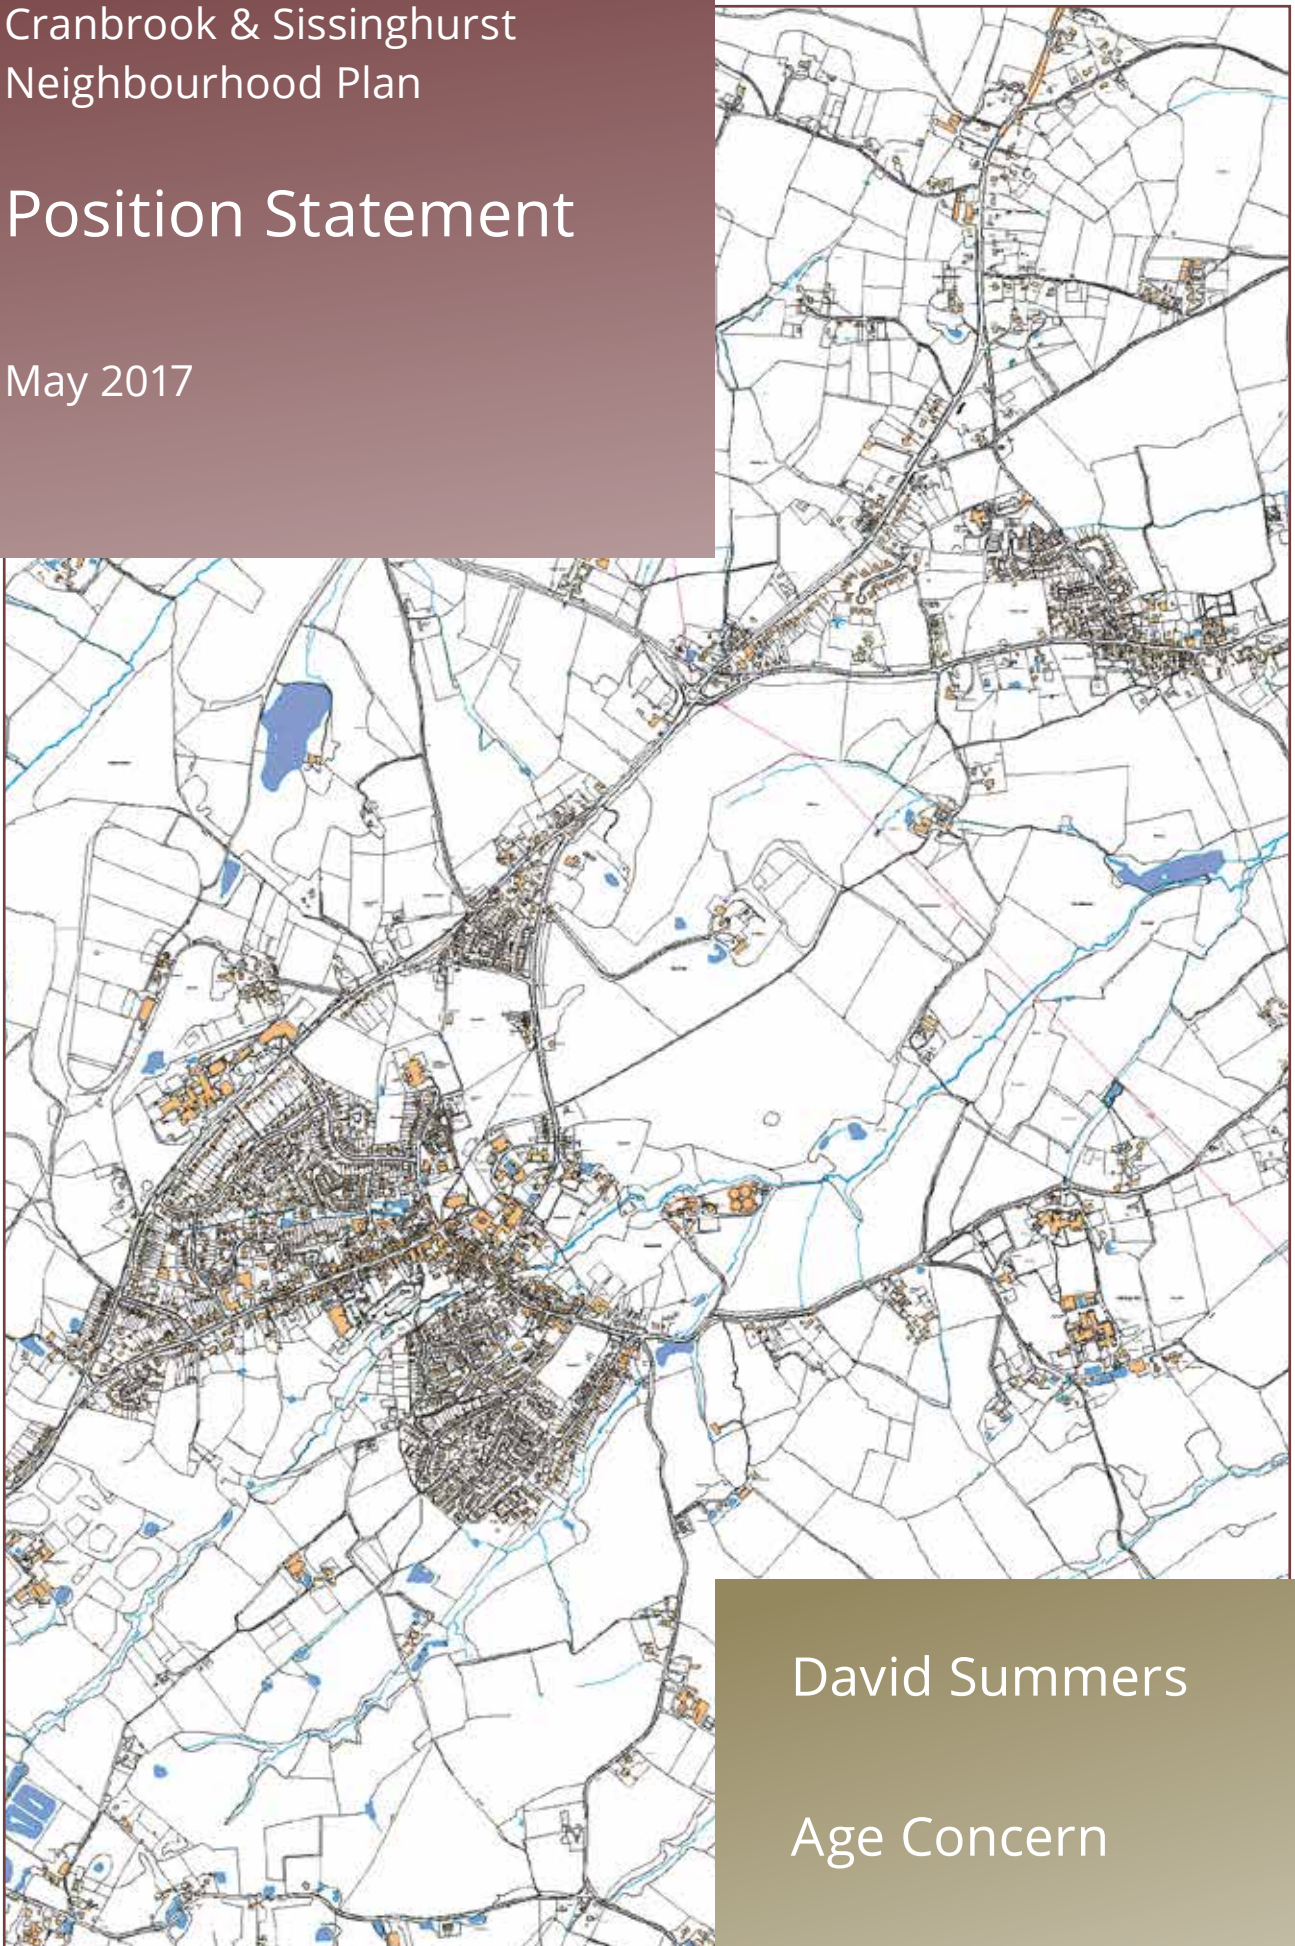 Cranbrook & Sissinghurst
Neighbourhood Plan
Position Statement
May 2017
David Summers
Age Concern